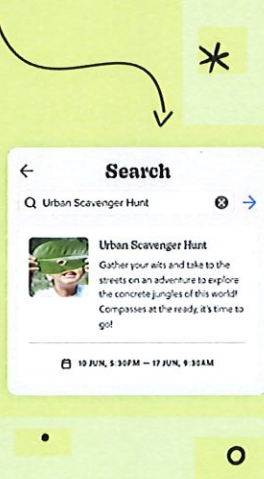 Search
Urban Scavenger Hunt
Urban Scavenger Hunt
Gather your wits and take to the
streets on an adventure to explore
the concrete jungles of this world!
Compasses at the ready, it's time to
go!
10 JUN, 5:30PM — 17 JUN, 9:30AM